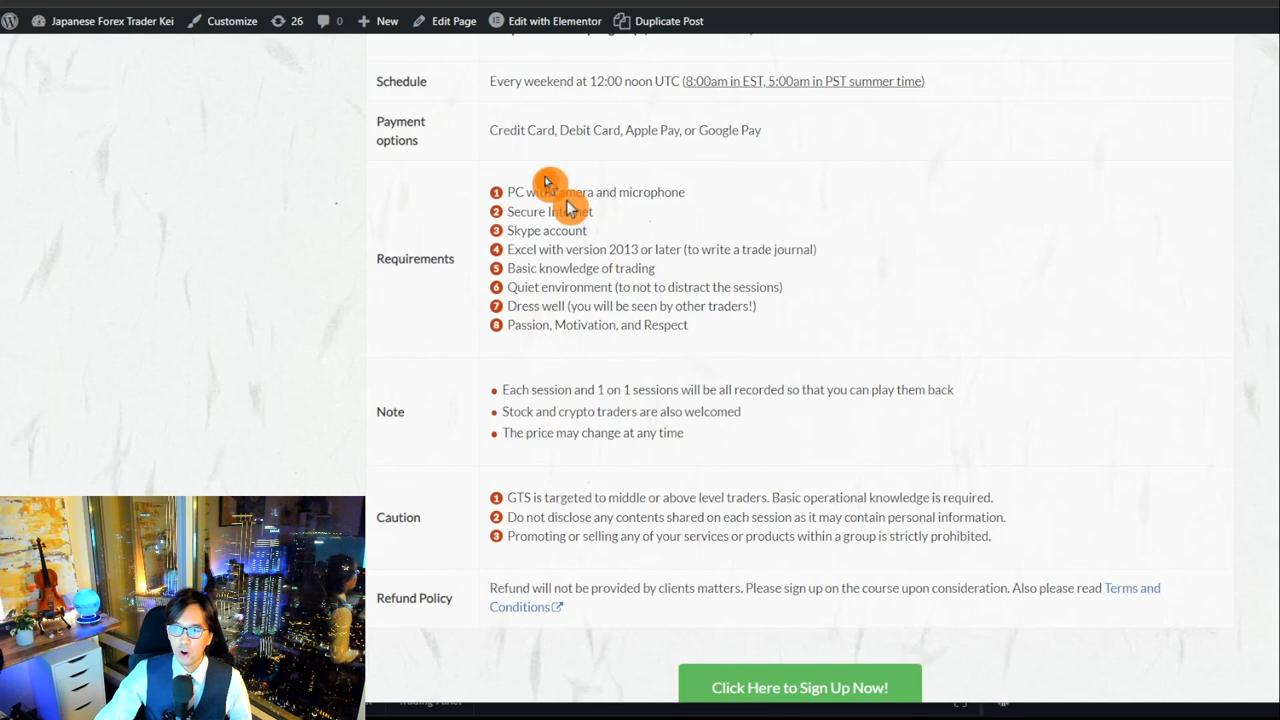 Japanese Forex Trader Kei Customize 26 0 New Edit Page Edit with Elementor Duplicate Post
Schedule
Every weekend at 12:00 noon UTC (8:00am in EST, 5:00am in PST summer time)
Payment
options
Credit Card, Debit Card, Apple Pay, or Google Pay
Requirements
1 PC with camera and microphone
2 Secure Internet
3 Skype account
4 Excel with version 2013 or later (to write a trade journal)
5 Basic knowledge of trading
6 Quiet environment (to not to distract the sessions)
7 Dress well (you will be seen by other traders!)
8 Passion, Motivation, and Respect
Note
Each session and 1 on 1 sessions will be all recorded so that you can play them back
Stock and crypto traders are also welcomed
The price may change at any time
Caution
1 GTS is targeted to middle or above level traders. Basic operational knowledge is required.
2 Do not disclose any contents shared on each session as it may contain personal information.
3 Promoting or selling any of your services or products within a group is strictly prohibited.
Refund Policy
Refund will not be provided by clients matters. Please sign up on the course upon consideration. Also please read Terms and
Conditions
Click Here to Sign Up Now!
Trading Panel